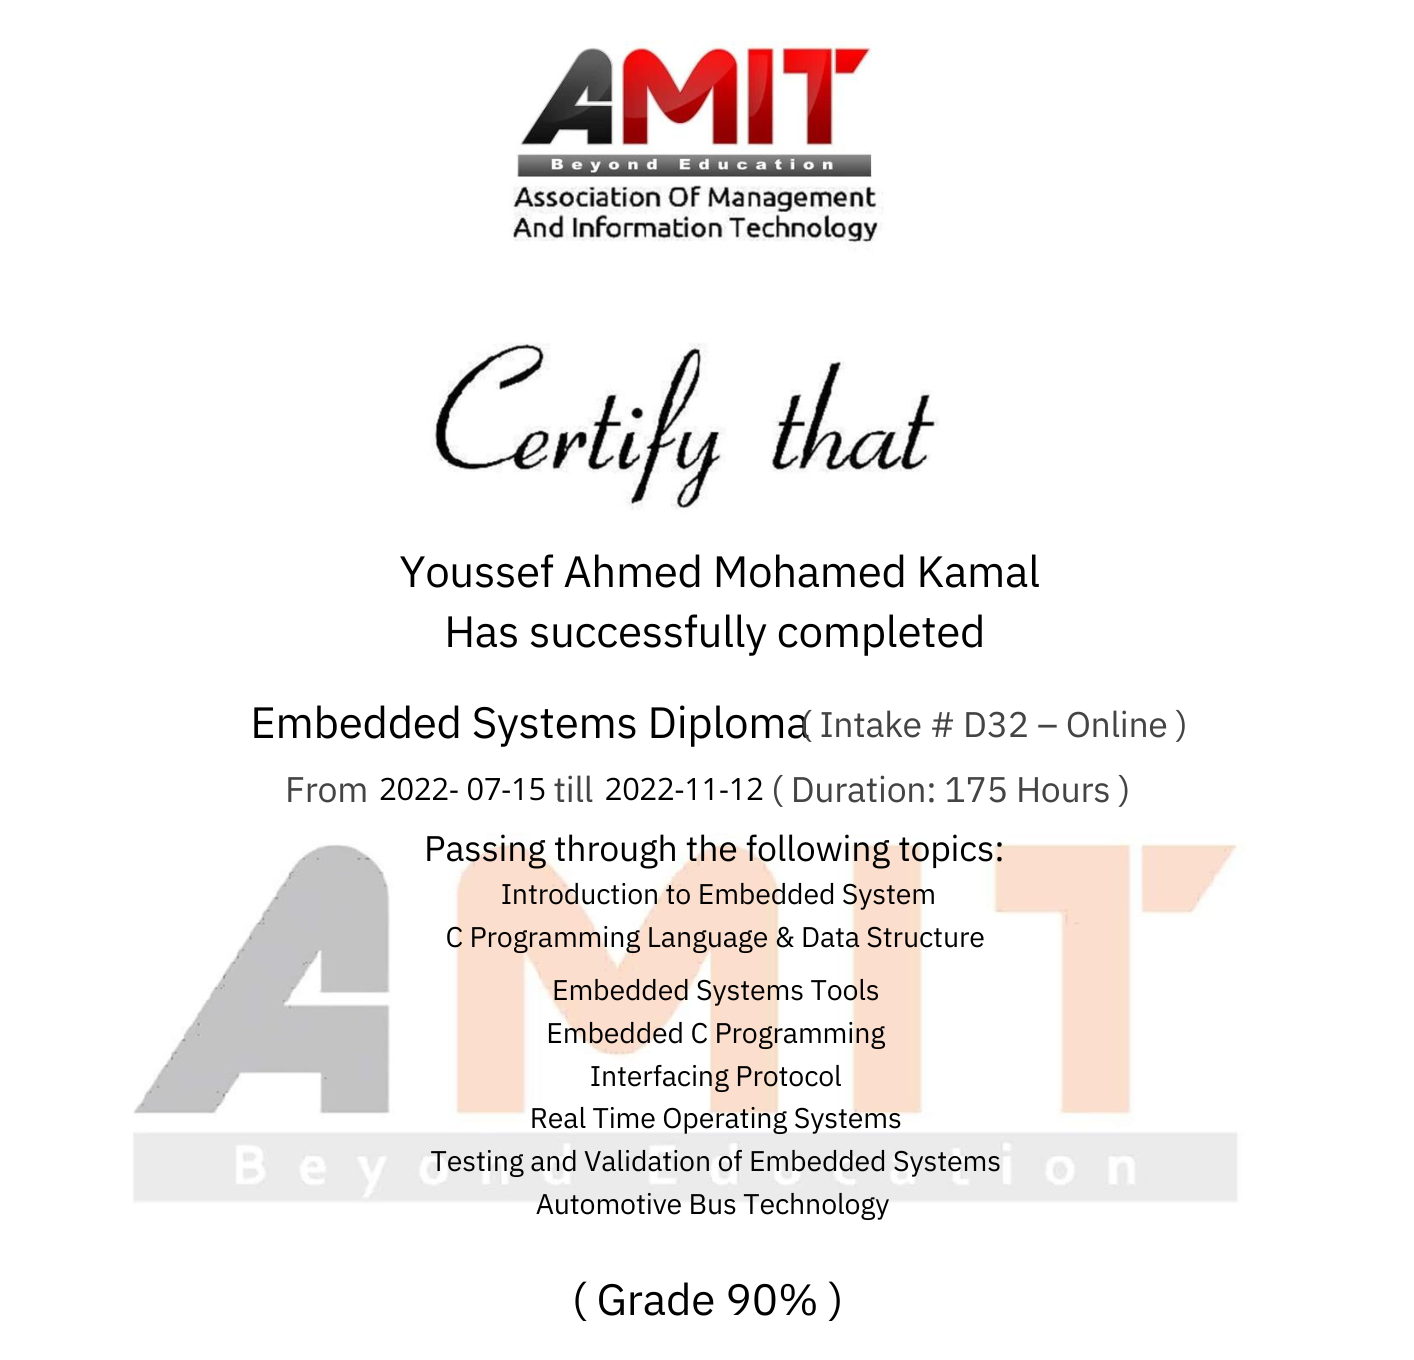 AMIT
Beyond Education
Association Of Management
And Information Technology
Certify that
Youssef Ahmed Mohamed Kamal
Has successfully completed
Embedded Systems Diploma( Intake # D32 – Online )
From 2022- 07-15 till 2022-11-12 ( Duration: 175 Hours )
Passing through the following topics:
Introduction to Embedded System
C Programming Language & Data Structure
Embedded Systems Tools
Embedded C Programming
Interfacing Protocol
Real Time Operating Systems
Testing and Validation of Embedded Systems
Automotive Bus Technology
AMIT
Beyond Education
( Grade 90% )